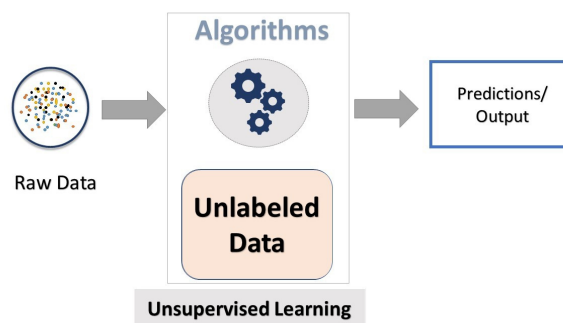 Algorithms
Raw Data
Unlabeled
Data
Predictions/
Output
Unsupervised Learning